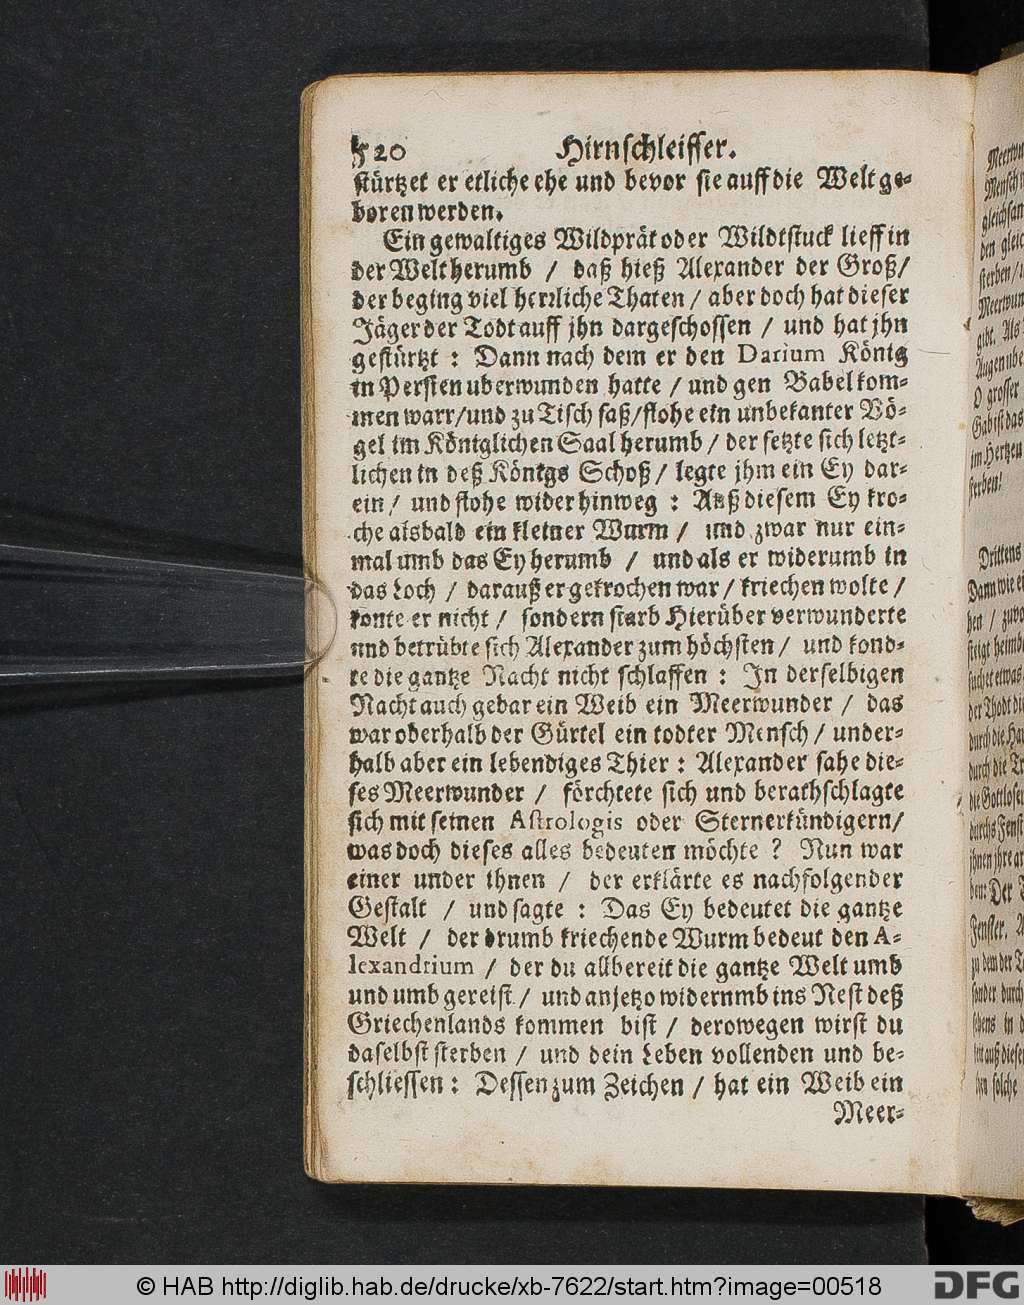 520 Hirnschleiffer.
stürtzet er etliche ehe und bevor sie auff die Welt ge-
boren werden.
Ein gewaltiges Wildprät oder Wildtstuck lieff in
der Welt herumb / daß hieß Alexander der Groß/
der beging viel herrliche Thaten / aber doch hat dieser
Jäger der Todt auff jhn dargeschossen / und hat jhn
gestürtzt : Dann nach dem er den Darium König
in Persien uberwunden hatte / und gen Babel kom-
men warr/und zu Tisch saß/flohe ein unbekanter Vö-
gel im Königlichen Saal herumb / der setzte sich letzt-
lichen in deß Königs Schoß / legte jhm ein Ey dar-
ein / und flohe wider hinweg : Auß diesem Ey kro-
che alsbald ein kleiner Wurm / und zwar nur ein-
mal umb das Ey herumb / und als er widerumb in
das Loch / darauß er gekrochen war / kriechen wolte /
konte er nicht / sondern starb Hierüber verwunderte
und betrübte sich Alexander zum höchsten / und kond-
te die gantze Nacht nicht schlaffen : In derselbigen
Nacht auch gebar ein Weib ein Meerwunder / das
war oberhalb der Gürtel ein todter Mensch / under-
halb aber ein lebendiges Thier : Alexander sahe die-
ses Meerwunder / förchtete sich und berathschlagte
sich mit seinen Astrologis oder Sternerkündigern/
was doch dieses alles bedeuten möchte ? Nun war
einer under ihnen / der erklärte es nachfolgender
Gestalt / und sagte : Das Ey bedeutet die gantze
Welt / der drumb kriechende Wurm bedeut den A-
lexandrium / der du allbereit die gantze Welt umb
und umb gereist / und anjetzo widernmb ins Nest deß
Griechenlands kommen bist / derowegen wirst du
daselbst sterben / und dein Leben vollenden und be-
schliessen : Dessen zum Zeichen / hat ein Weib ein
Meer-
© HAB http://diglib.hab.de/drucke/xb-7622/start.htm?image=00518
DFG